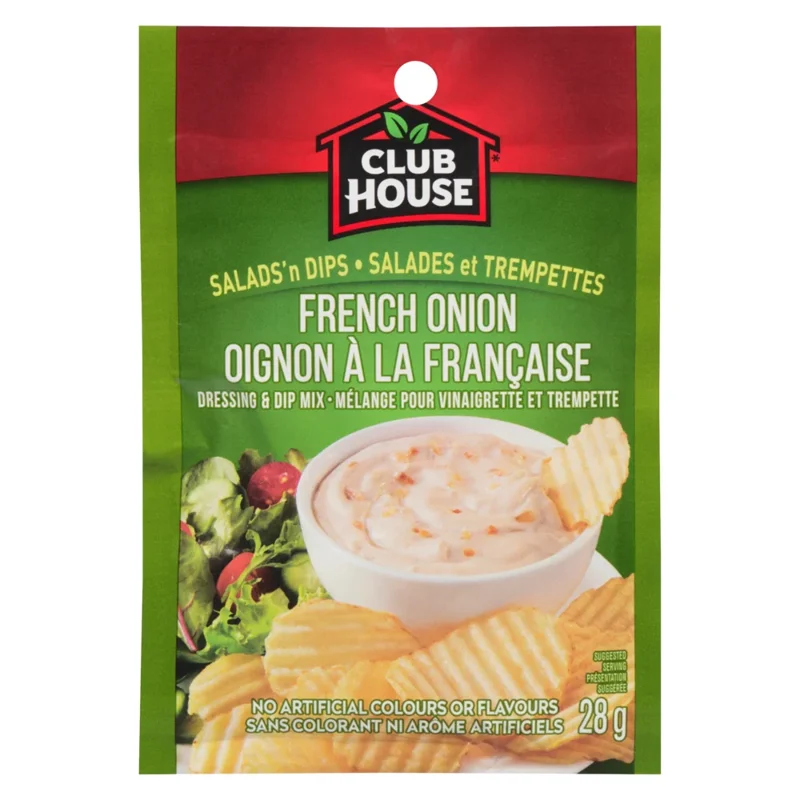 CLUB
HOUSE*
SALADS'n DIPS • SALADES et TREMPETTES
FRENCH ONION
OIGNON À LA FRANÇAISE
DRESSING & DIP MIX • MÉLANGE POUR VINAIGRETTE ET TREMPETTE
SUGGESTED
SERVING
PRÉSENTATION
SUGGÉRÉE
NO ARTIFICIAL COLOURS OR FLAVOURS
SANS COLORANT NI ARÔME ARTIFICIELS
28 g